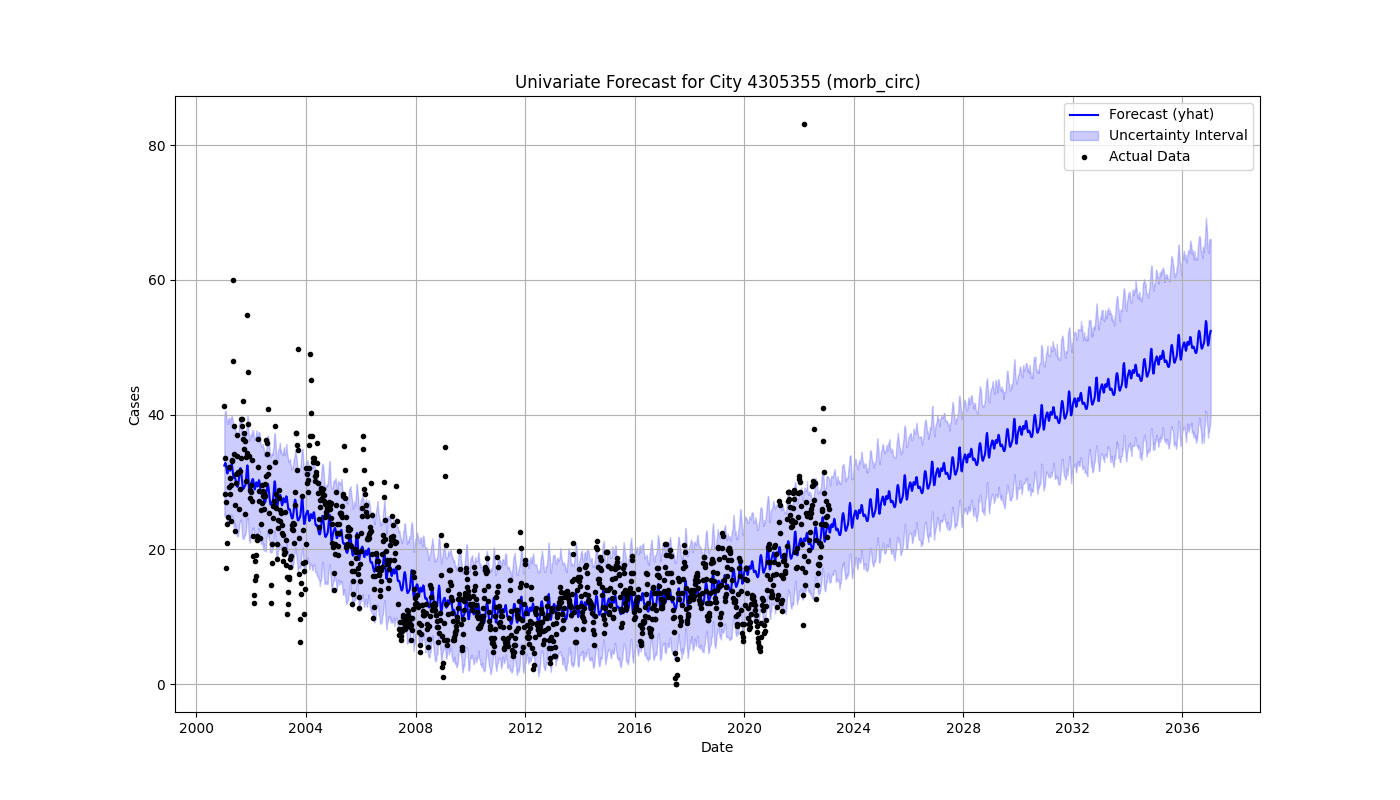 Univariate Forecast for City 4305355 (morb_circ)
Forecast (yhat)
Uncertainty Interval
Actual Data
80
60
40
20
0
Cases
2000 2004 2008 2012 2016 2020 2024 2028 2032 2036
Date